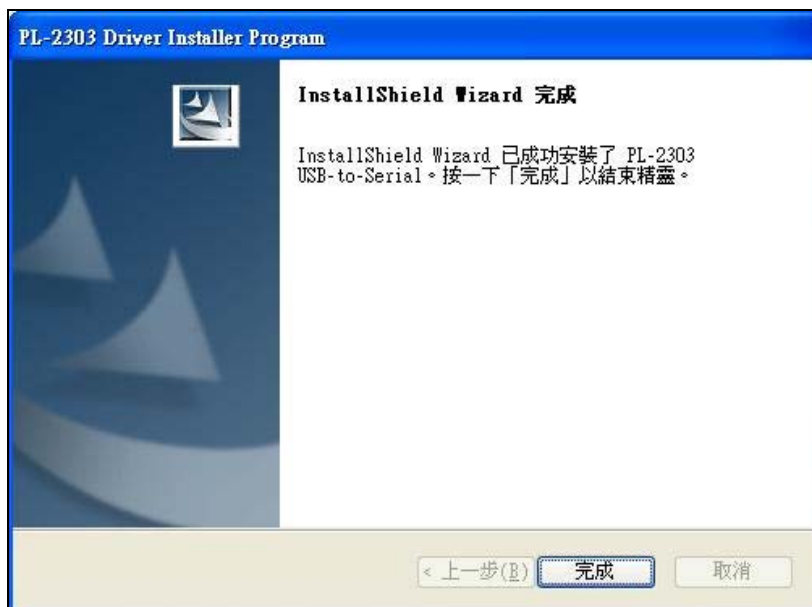 PL-2303 Driver Installer Program
InstallShield Wizard 完成
InstallShield Wizard 已成功安裝了 PL-2303
USB-to-Serial。按一下「完成」以結束精靈。
< 上一步(B)
完成
取消